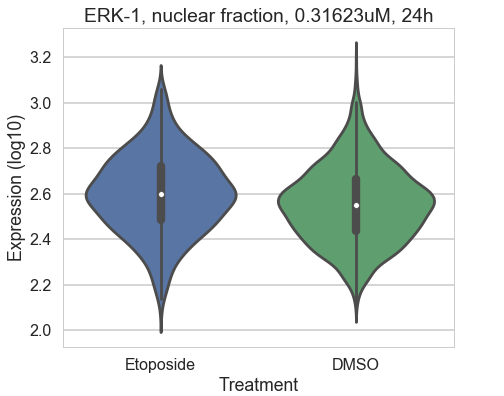 ERK-1, nuclear fraction, 0.31623uM, 24h
Expression (log10)
3.2
3.0
2.8
2.6
2.4
2.2
2.0
Etoposide DMSO
Treatment